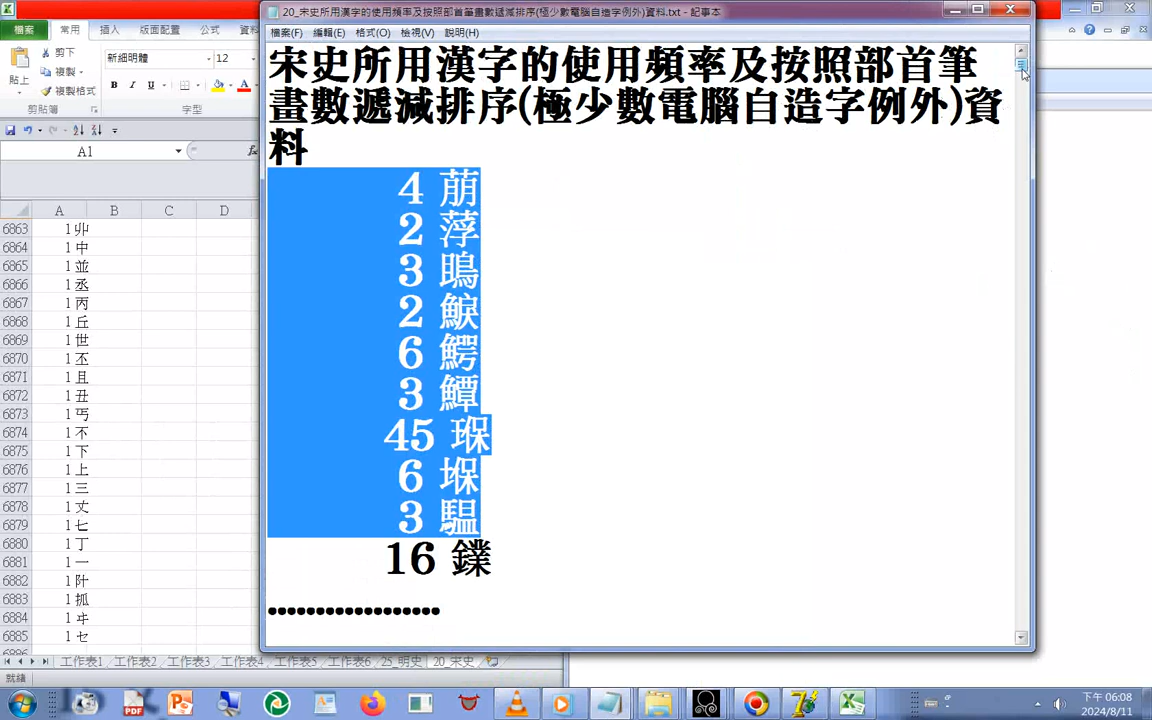 20_宋史所用漢字的使用頻率及按照部首筆畫數遞減排序(極少數電腦自造字例外)資料.txt - 記事本
檔案(F) 編輯(E) 格式(O) 檢視(V) 說明(H)
宋史所用漢字的使用頻率及按照部首筆
畫數遞減排序(極少數電腦自造字例外)資
料
4 萠
2 䓬
3 鵾
2
6 鰐
3 鱏
45
6 堢
3
16 鏷
••••••••••••••••••
檔案 常用 插入 版面配置 公式 資料
貼上 剪下
複製
複製格式
剪貼簿 字型
新細明體 12
B I U
A1
A B C D
6863 1 卯
6864 1 中
6865 1 並
6866 1 丞
6867 1 丙
6868 1 丘
6869 1 世
6870 1 丕
6871 1 且
6872 1 丑
6873 1 丐
6874 1 不
6875 1 下
6876 1 上
6877 1 三
6878 1 丈
6879 1 七
6880 1 丁
6881 1 一
6882 1 阡
6883 1 抓
6884 1 ヰ
6885 1 セ
工作表1 工作表2 工作表3 工作表4 工作表5 工作表6 25_明史 20_宋史
就緒
下午 06:08
2024/8/11